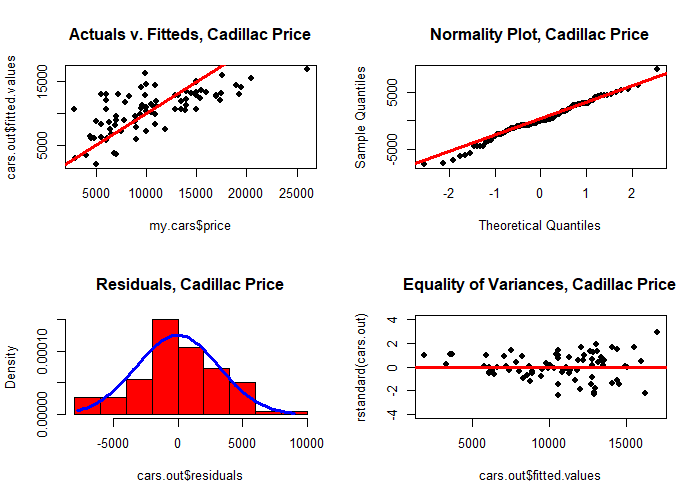 Actuals v. Fitteds, Cadillac Price
cars.out$fitted.values
5000 15000
5000 10000 15000 20000 25000
my.cars$price
Normality Plot, Cadillac Price
Sample Quantiles
-5000 5000
-2 -1 0 1 2
Theoretical Quantiles
Residuals, Cadillac Price
Density
0.00000 0.00010
-5000 0 5000 10000
cars.out$residuals
Equality of Variances, Cadillac Price
rstandard(cars.out)
-4 -2 0 2 4
5000 10000 15000
cars.out$fitted.values